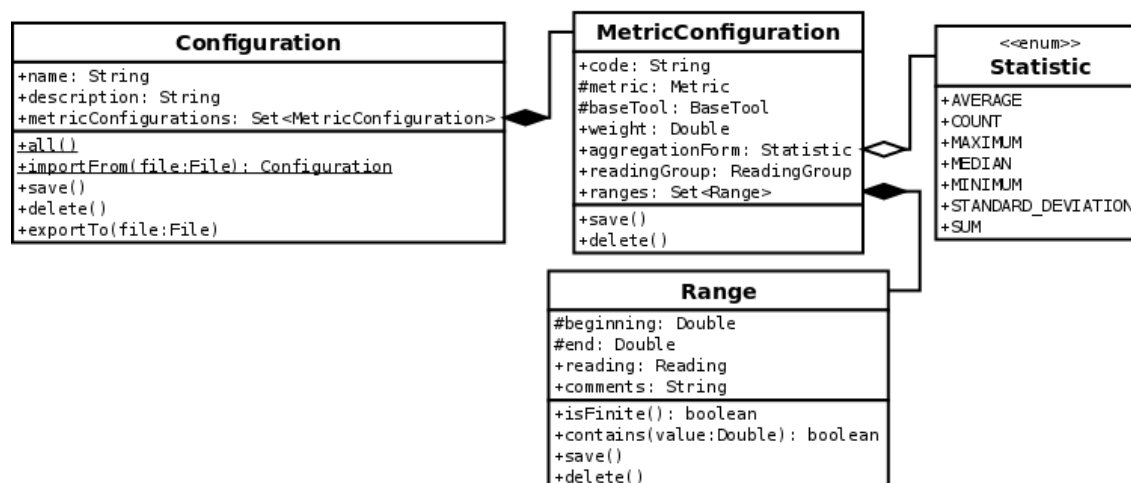 Configuration
+name: String
+description: String
+metricConfigurations: Set<MetricConfiguration>
+all()
+importFrom(file:File): Configuration
+save()
+delete()
+exportTo(file:File)
MetricConfiguration
+code: String
#metric: Metric
#baseTool: BaseTool
+weight: Double
+aggregationForm: Statistic
+readingGroup: ReadingGroup
+ranges: Set<Range>
+save()
+delete()
<<enum>>
Statistic
+AVERAGE
+COUNT
+MAXIMUM
+MEDIAN
+MINIMUM
+STANDARD_DEVIATION
+SUM
Range
#beginning: Double
#end: Double
+reading: Reading
+comments: String
+isFinite(): boolean
+contains(value:Double): boolean
+save()
+delete()